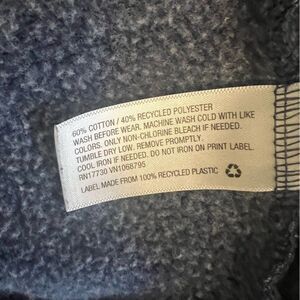 60% COTTON / 40% RECYCLED POLYESTER
WASH BEFORE WEAR. MACHINE WASH COLD WITH LIKE
COLORS. ONLY NON-CHLORINE BLEACH IF NEEDED.
TUMBLE DRY LOW. REMOVE PROMPTLY.
COOL IRON IF NEEDED. DO NOT IRON ON PRINT LABEL.
RN17730 VN1068795
LABEL MADE FROM 100% RECYCLED PLASTIC